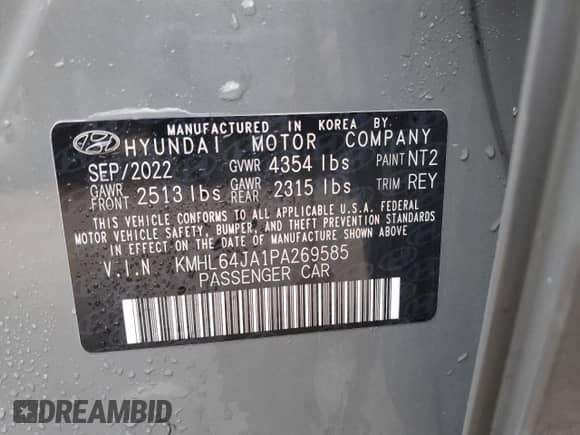 MANUFACTURED IN KOREA BY.
HYUNDAI MOTOR COMPANY
SEP/2022 GVWR 4354 lbs PAINT NT2
GAWR FRONT 2513 lbs GAWR REAR 2315 lbs TRIM REY
THIS VEHICLE CONFORMS TO ALL APPLICABLE U.S.A. FEDERAL
MOTOR VEHICLE SAFETY, BUMPER, AND THEFT PREVENTION STANDARDS
IN EFFECT ON THE DATE OF MANUFACTURE SHOWN ABOVE.
V.I.N KMHL64JA1PA269585
PASSENGER CAR
DREAMBID